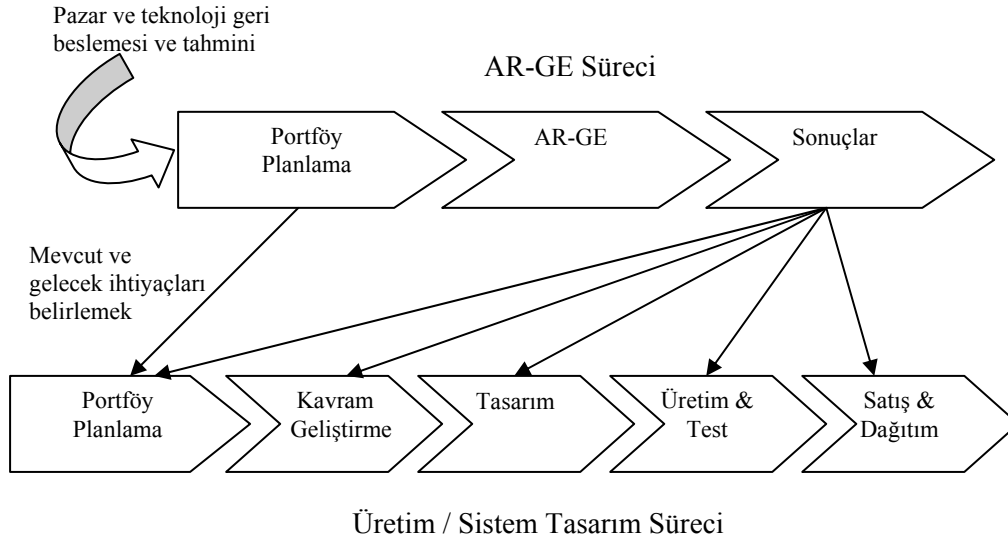 Pazar ve teknoloji geri
beslemesi ve tahmini
AR-GE Süreci
Portföy
Planlama
AR-GE
Sonuçlar
Mevcut ve
gelecek ihtiyaçları
belirlemek
Portföy
Planlama
Kavram
Geliştirme
Tasarım
Üretim &
Test
Satış &
Dağıtım
Üretim / Sistem Tasarım Süreci